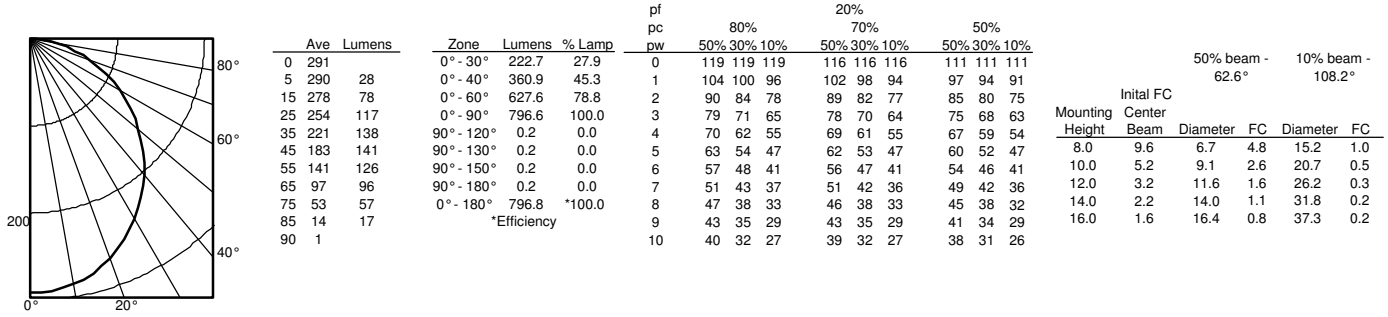 80°
60°
200
40°
0° 20°
Ave Lumens
0 291
5 290 28
15 278 78
25 254 117
35 221 138
45 183 141
55 141 126
65 97 96
75 53 57
85 14 17
90 1
Zone Lumens % Lamp
0° - 30° 222.7 27.9
0° - 40° 360.9 45.3
0° - 60° 627.6 78.8
0° - 90° 796.6 100.0
90° - 120° 0.2 0.0
90° - 130° 0.2 0.0
90° - 150° 0.2 0.0
90° - 180° 0.2 0.0
0° - 180° 796.8 *100.0
*Efficiency
pf 20%
pc 80% 70% 50%
pw 50% 30% 10% 50% 30% 10% 50% 30% 10%
0 119 119 119 116 116 116 111 111 111
1 104 100 96 102 98 94 97 94 91
2 90 84 78 89 82 77 85 80 75
3 79 71 65 78 70 64 75 68 63
4 70 62 55 69 61 55 67 59 54
5 63 54 47 62 53 47 60 52 47
6 57 48 41 56 47 41 54 46 41
7 51 43 37 51 42 36 49 42 36
8 47 38 33 46 38 33 45 38 32
9 43 35 29 43 35 29 41 34 29
10 40 32 27 39 32 27 38 31 26
50% beam - 10% beam -
62.6° 108.2°
Inital FC
Mounting Center
Height Beam Diameter FC Diameter FC
8.0 9.6 6.7 4.8 15.2 1.0
10.0 5.2 9.1 2.6 20.7 0.5
12.0 3.2 11.6 1.6 26.2 0.3
14.0 2.2 14.0 1.1 31.8 0.2
16.0 1.6 16.4 0.8 37.3 0.2